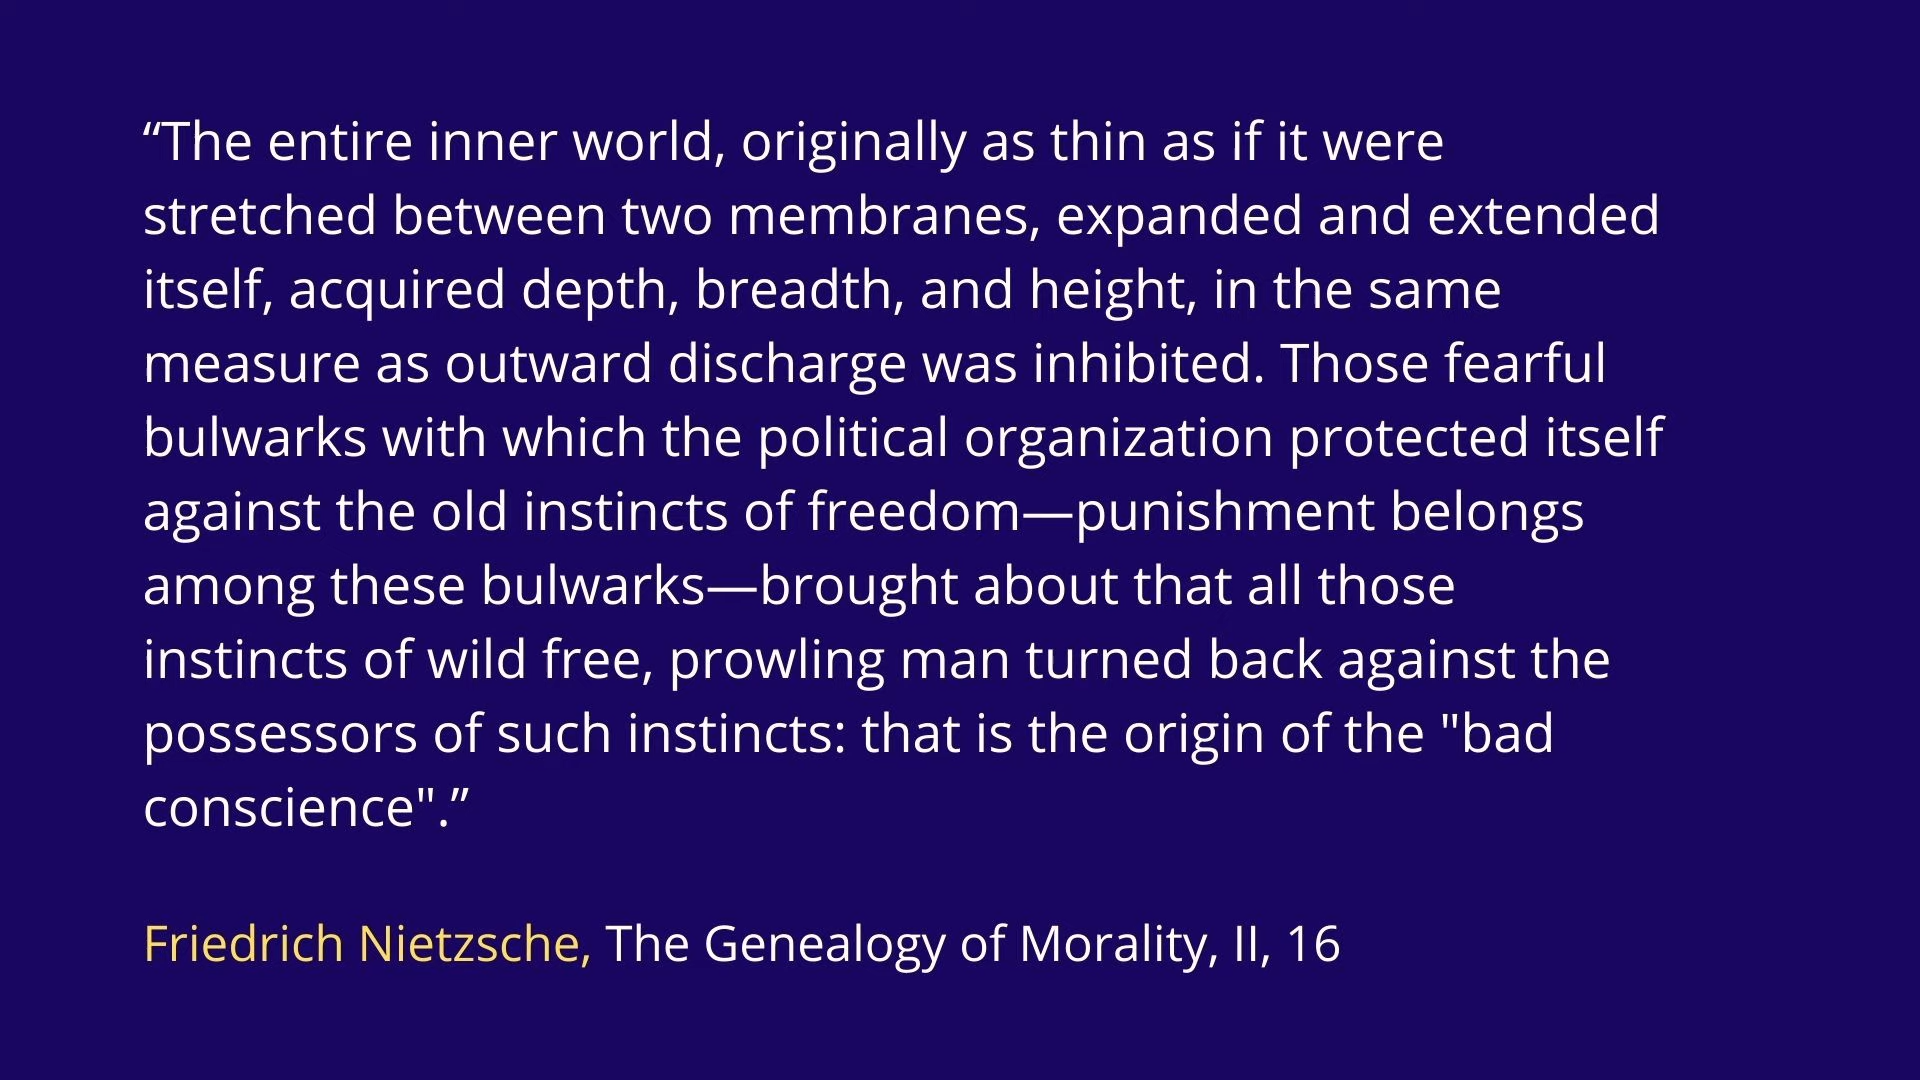 “The entire inner world, originally as thin as if it were
stretched between two membranes, expanded and extended
itself, acquired depth, breadth, and height, in the same
measure as outward discharge was inhibited. Those fearful
bulwarks with which the political organization protected itself
against the old instincts of freedom—punishment belongs
among these bulwarks—brought about that all those
instincts of wild free, prowling man turned back against the
possessors of such instincts: that is the origin of the "bad
conscience".”
Friedrich Nietzsche, The Genealogy of Morality, II, 16